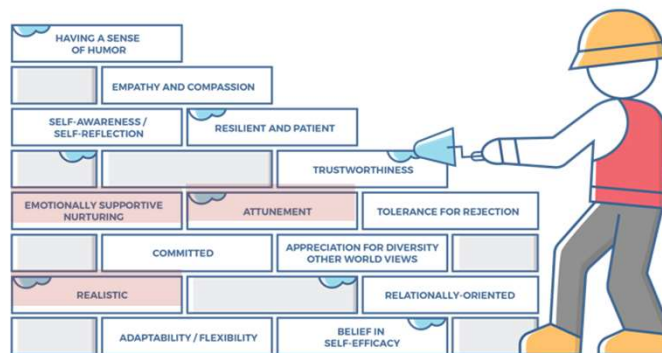 HAVING A SENSE
OF HUMOR
EMPATHY AND COMPASSION
SELF-AWARENESS /
SELF-REFLECTION
RESILIENT AND PATIENT
TRUSTWORTHINESS
EMOTIONALLY SUPPORTIVE
NURTURING
ATTUNEMENT
TOLERANCE FOR REJECTION
COMMITTED
APPRECIATION FOR DIVERSITY
OTHER WORLD VIEWS
REALISTIC
RELATIONALLY-ORIENTED
ADAPTABILITY / FLEXIBILITY
BELIEF IN
SELF-EFFICACY